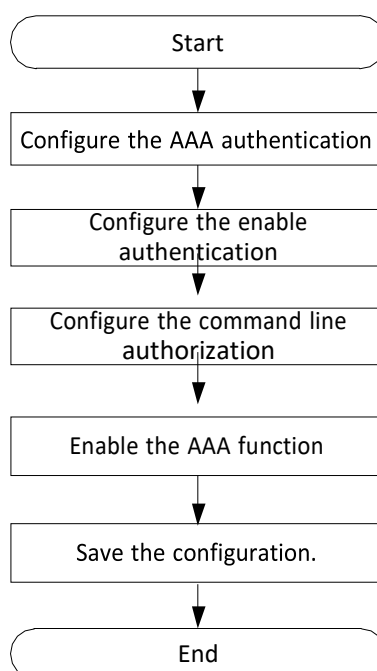 Start
Configure the AAA authentication
Configure the enable
authentication
Configure the command line
authorization
Enable the AAA function
Save the configuration.
End